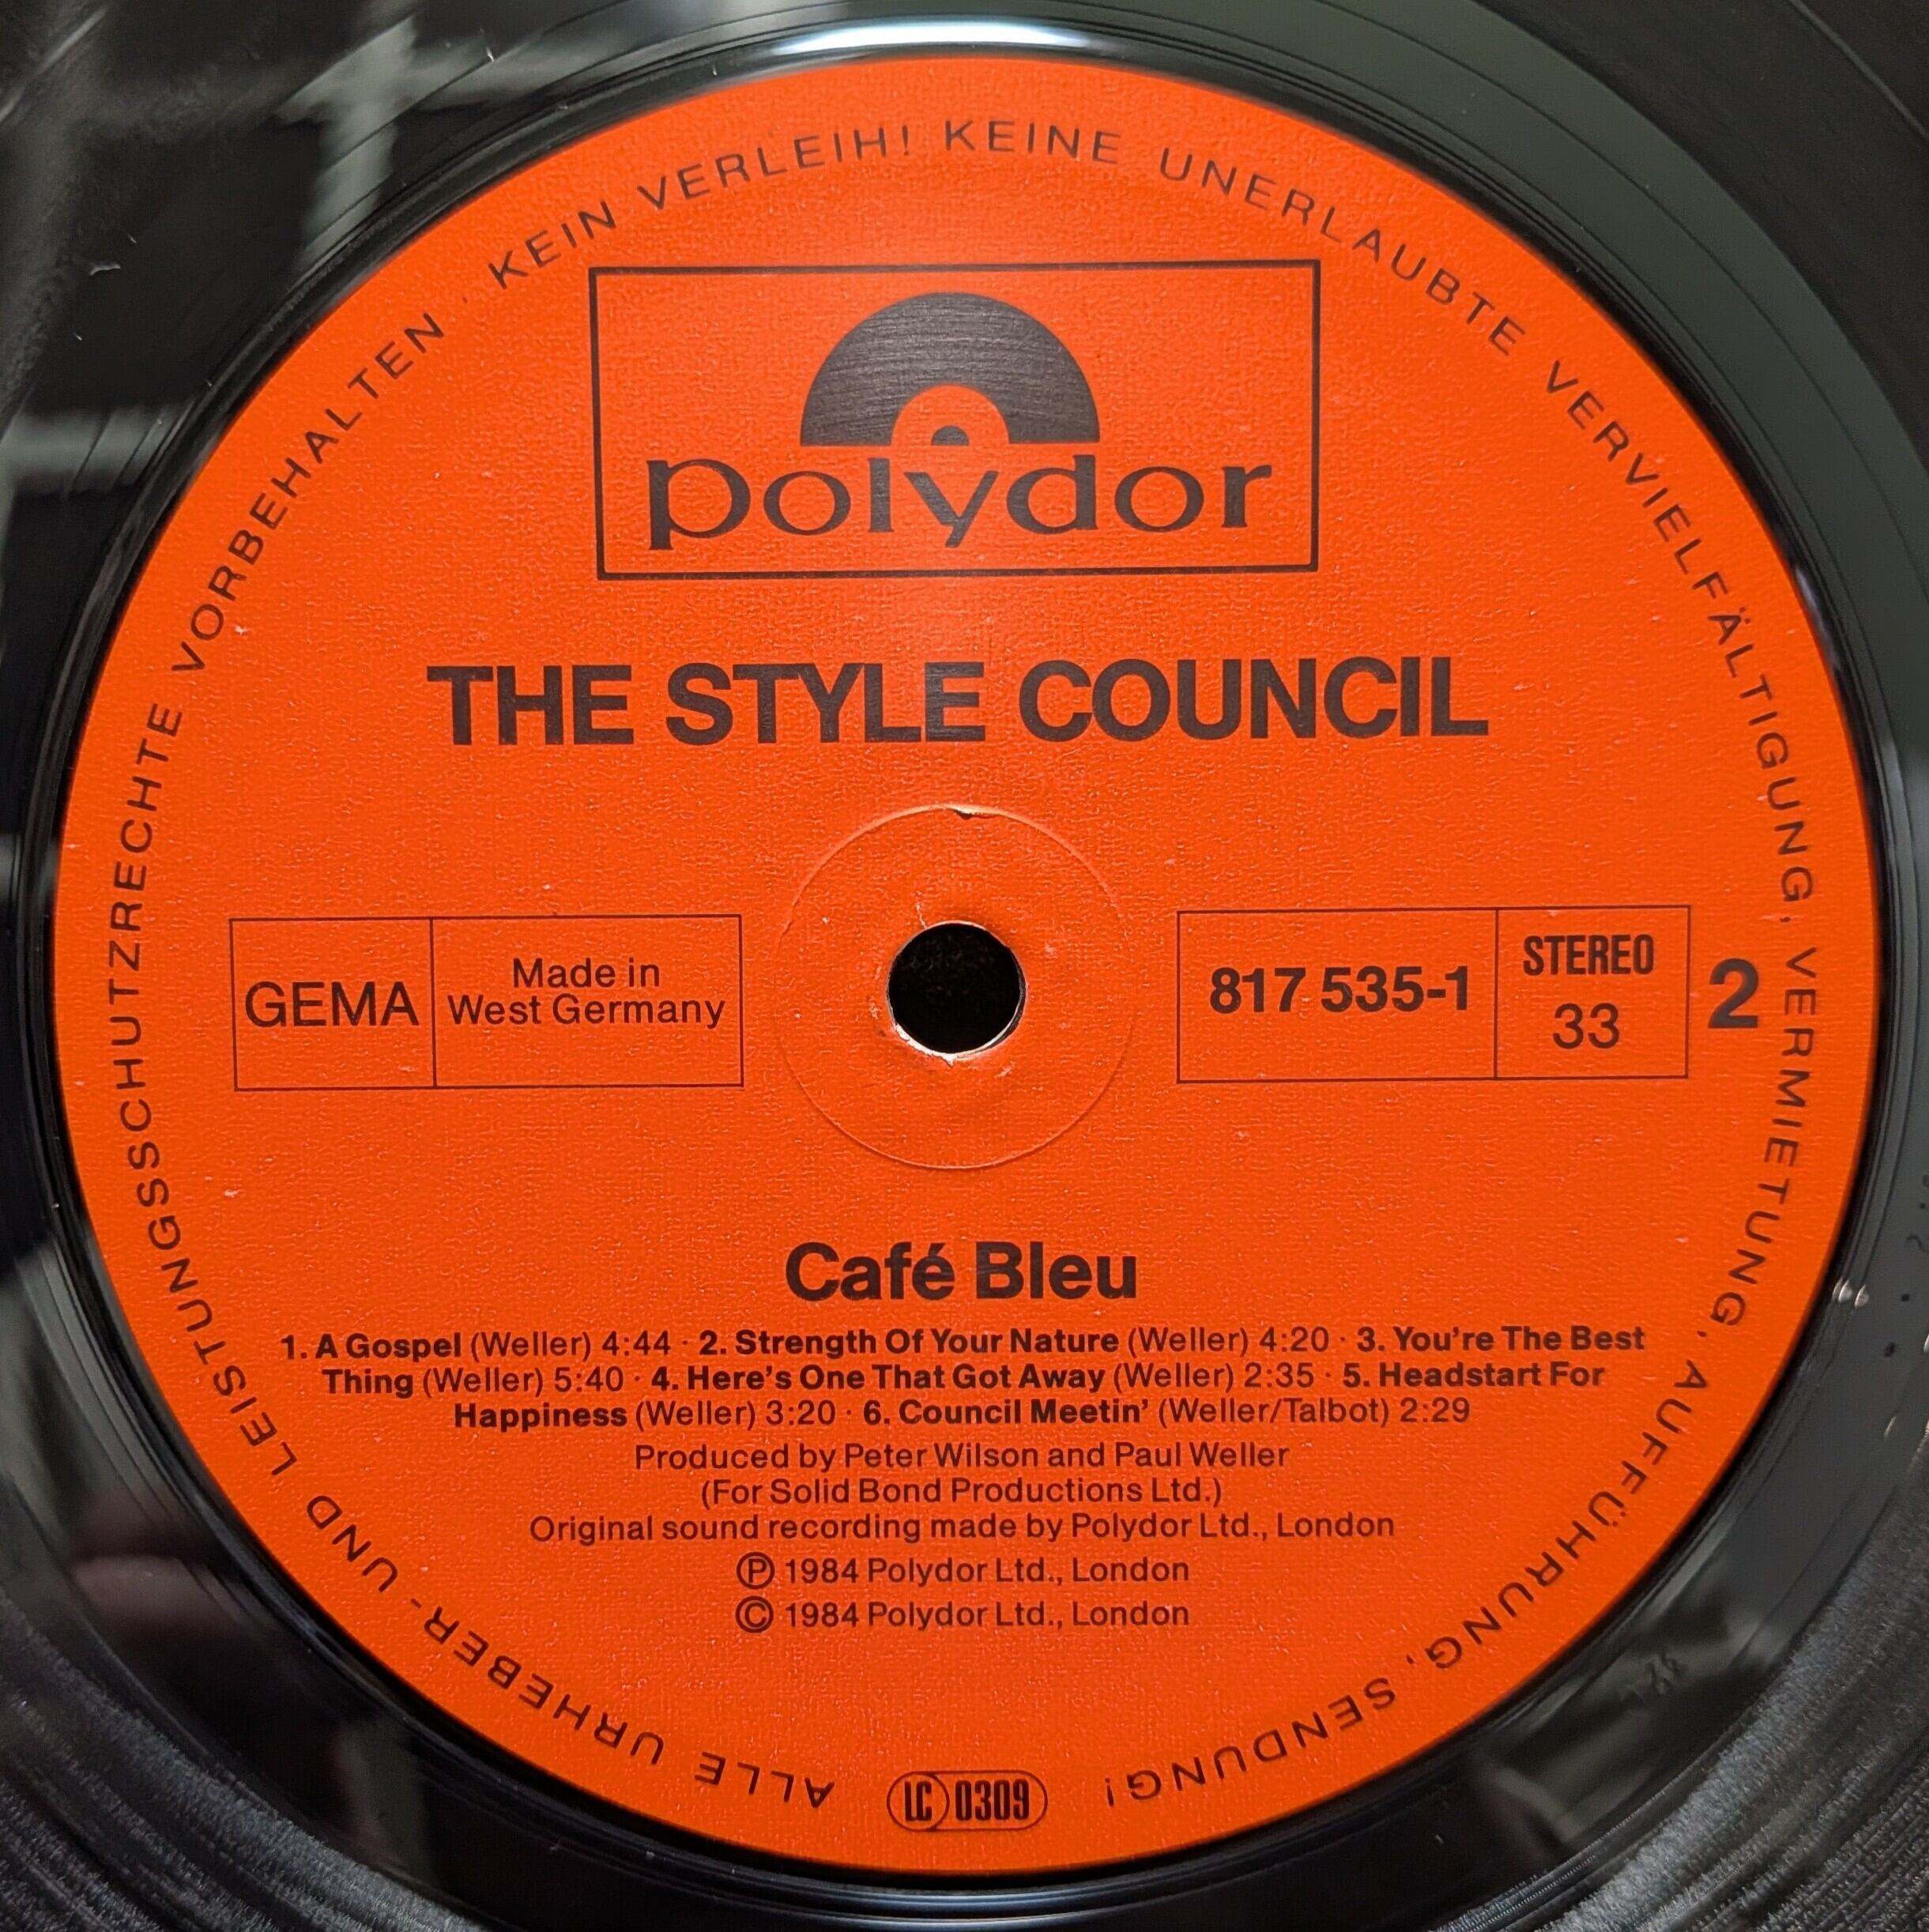 ALLE URHEBER- UND LEISTUNGSSCHUTZRECHTE VORBEHALTEN · KEIN VERLEIH! KEINE UNERLAUBTE VERVIELFÄLTIGUNG, VERMIETUNG, AUFFÜHRUNG, SENDUNG!
polydor
THE STYLE COUNCIL
GEMA
Made in
West Germany
817 535-1
STEREO
33
2
Café Bleu
1. A Gospel (Weller) 4:44 · 2. Strength Of Your Nature (Weller) 4:20 · 3. You're The Best
Thing (Weller) 5:40 · 4. Here's One That Got Away (Weller) 2:35 · 5. Headstart For
Happiness (Weller) 3:20 · 6. Council Meetin' (Weller/Talbot) 2:29
Produced by Peter Wilson and Paul Weller
(For Solid Bond Productions Ltd.)
Original sound recording made by Polydor Ltd., London
Ⓟ 1984 Polydor Ltd., London
© 1984 Polydor Ltd., London
LC 0309